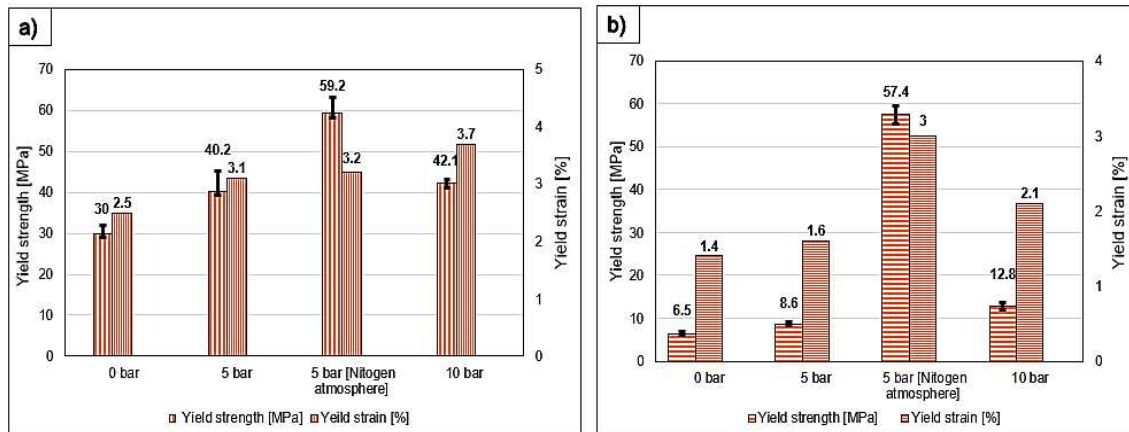 a)
70
60
50
40
30
20
10
0
Yield strength [MPa]
5
4
3
2
1
0
Yield strain [%]
30
2.5
40.2
3.1
59.2
3.2
42.1
3.7
0 bar
5 bar
5 bar [Nitogen
atmosphere]
10 bar
Yield strength [MPa]
Yeild strain [%]
b)
70
60
50
40
30
20
10
0
Yield strength [MPa]
4
3
2
1
0
Yield strain [%]
6.5
1.4
8.6
1.6
57.4
3
12.8
2.1
0 bar
5 bar
5 bar [Nitogen
atmosphere]
10 bar
Yield strength [MPa]
Yield strain [%]